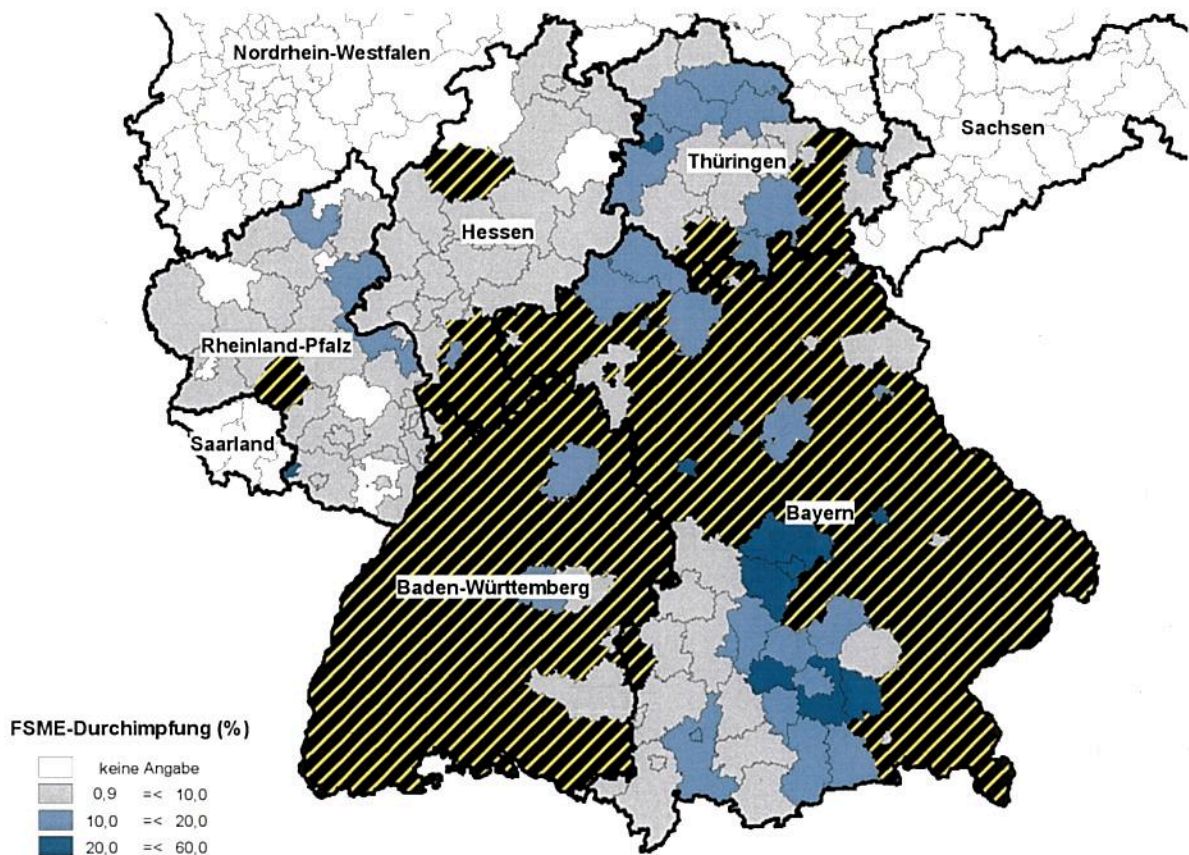 Nordrhein-Westfalen
Sachsen
Thüringen
Hessen
Rheinland-Pfalz
Saarland
Bayern
Baden-Württemberg
FSME-Durchimpfung (%)
keine Angabe
0,9 =< 10,0
10,0 =< 20,0
20,0 =< 60,0